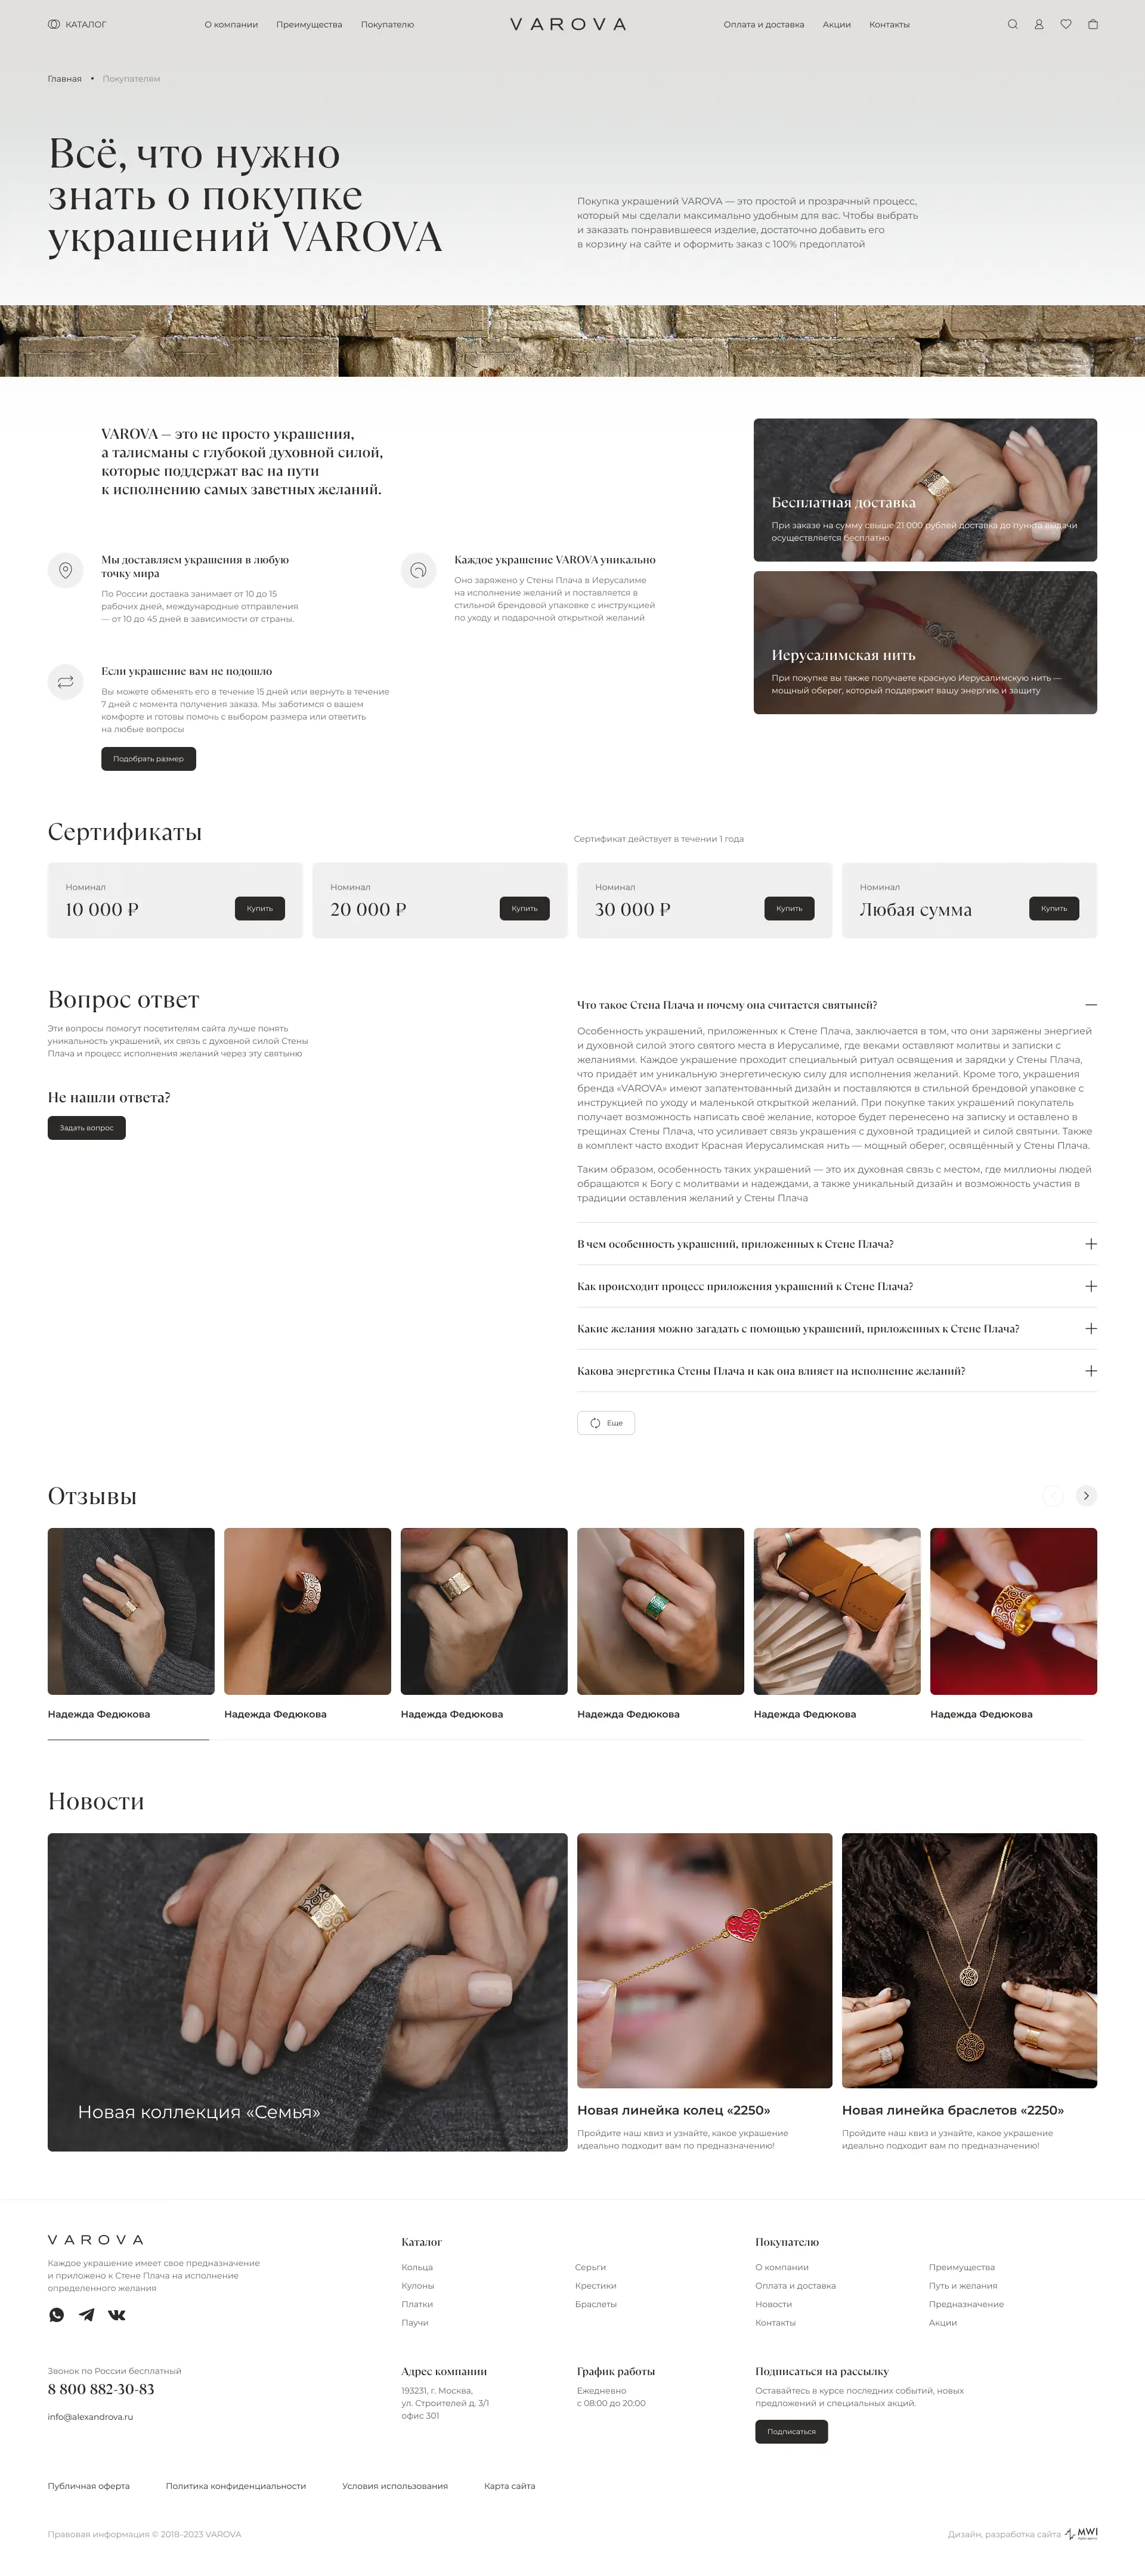 КАТАЛОГ
О компании
Преимущества
Покупателю
VAROVA
Оплата и доставка
Акции
Контакты
Главная • Покупателям
Всё, что нужно
знать о покупке
украшений VAROVA
Покупка украшений VAROVA — это простой и прозрачный процесс,
который мы сделали максимально удобным для вас. Чтобы выбрать
и заказать понравившееся изделие, достаточно добавить его
в корзину на сайте и оформить заказ с 100% предоплатой
VAROVA — это не просто украшения,
а талисманы с глубокой духовной силой,
которые поддержат вас на пути
к исполнению самых заветных желаний.
Мы доставляем украшения в любую
точку мира
По России доставка занимает от 10 до 15
рабочих дней, международные отправления
— от 10 до 45 дней в зависимости от страны.
Каждое украшение VAROVA уникально
Оно заряжено у Стены Плача в Иерусалиме
на исполнение желаний и поставляется в
стильной брендовой упаковке с инструкцией
по уходу и подарочной открыткой желаний
Если украшение вам не подошло
Вы можете обменять его в течение 15 дней или вернуть в течение
7 дней с момента получения заказа. Мы заботимся о вашем
комфорте и готовы помочь с выбором размера или ответить
на любые вопросы
Подобрать размер
Бесплатная доставка
При заказе на сумму свыше 21 000 рублей доставка до пункта выдачи
осуществляется бесплатно
Иерусалимская нить
При покупке вы также получаете красную Иерусалимскую нить —
мощный оберег, который поддержит вашу энергию и защиту
Сертификаты
Сертификат действует в течении 1 года
Номинал
10 000 ₽
Купить
Номинал
20 000 ₽
Купить
Номинал
30 000 ₽
Купить
Номинал
Любая сумма
Купить
Вопрос ответ
Эти вопросы помогут посетителям сайта лучше понять
уникальность украшений, их связь с духовной силой Стены
Плача и процесс исполнения желаний через эту святыню
Не нашли ответа?
Задать вопрос
Что такое Стена Плача и почему она считается святыней?
Особенность украшений, приложенных к Стене Плача, заключается в том, что они заряжены энергией
и духовной силой этого святого места в Иерусалиме, где веками оставляют молитвы и записки с
желаниями. Каждое украшение проходит специальный ритуал освящения и зарядки у Стены Плача,
что придаёт им уникальную энергетическую силу для исполнения желаний. Кроме того, украшения
бренда «VAROVA» имеют запатентованный дизайн и поставляются в стильной брендовой упаковке с
инструкцией по уходу и маленькой открыткой желаний. При покупке таких украшений покупатель
получает возможность написать своё желание, которое будет перенесено на записку и оставлено в
трещинах Стены Плача, что усиливает связь украшения с духовной традицией и силой святыни. Также
в комплект часто входит Красная Иерусалимская нить — мощный оберег, освящённый у Стены Плача.
Таким образом, особенность таких украшений — это их духовная связь с местом, где миллионы людей
обращаются к Богу с молитвами и надеждами, а также уникальный дизайн и возможность участия в
традиции оставления желаний у Стены Плача
В чем особенность украшений, приложенных к Стене Плача?
Как происходит процесс приложения украшений к Стене Плача?
Какие желания можно загадать с помощью украшений, приложенных к Стене Плача?
Какова энергетика Стены Плача и как она влияет на исполнение желаний?
Еще
Отзывы
VAROVA
Надежда Федюкова
Надежда Федюкова
Надежда Федюкова
Надежда Федюкова
Надежда Федюкова
Надежда Федюкова
Новости
Новая коллекция «Семья»
Новая линейка колец «2250»
Пройдите наш квиз и узнайте, какое украшение
идеально подходит вам по предназначению!
Новая линейка браслетов «2250»
Пройдите наш квиз и узнайте, какое украшение
идеально подходит вам по предназначению!
VAROVA
Каждое украшение имеет свое предназначение
и приложено к Стене Плача на исполнение
определенного желания
Каталог
Кольца
Кулоны
Платки
Паучи
Серьги
Крестики
Браслеты
Покупателю
О компании
Оплата и доставка
Новости
Контакты
Преимущества
Путь и желания
Предназначение
Акции
Звонок по России бесплатный
8 800 882-30-83
info@alexandrova.ru
Адрес компании
193231, г. Москва,
ул. Строителей д. 3/1
офис 301
График работы
Ежедневно
с 08:00 до 20:00
Подписаться на рассылку
Оставайтесь в курсе последних событий, новых
предложений и специальных акций.
Подписаться
Публичная оферта
Политика конфиденциальности
Условия использования
Карта сайта
Правовая информация © 2018–2023 VAROVA
Дизайн, разработка сайта
MWI